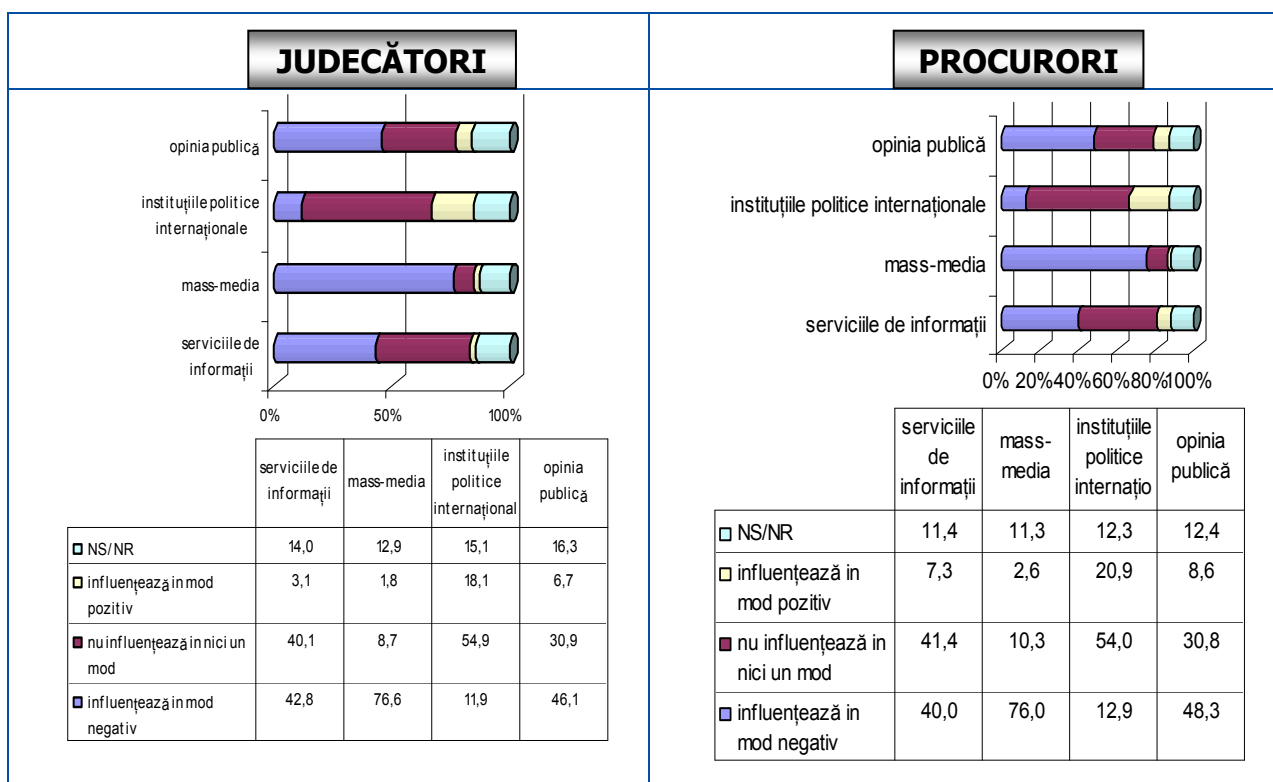 JUDECĂTORI
opinia publică
instituțiile politice
internaționale
mass-media
serviciile de
informații
0%
50%
100%
serviciile de
informații
mass-media
instituțiile
politice
internațional
opinia
publică
NS/NR
14,0
12,9
15,1
16,3
influențează in mod
pozitiv
3,1
1,8
18,1
6,7
nu influențează in nici un
mod
40,1
8,7
54,9
30,9
influențează in mod
negativ
42,8
76,6
11,9
46,1
PROCURORI
opinia publică
instituțiile politice internaționale
mass-media
serviciile de informații
0%
20%
40%
60%
80%
100%
serviciile
de
informații
mass-
media
instituțiile
politice
internațio
opinia
publică
NS/NR
11,4
11,3
12,3
12,4
influențează in
mod pozitiv
7,3
2,6
20,9
8,6
nu influențează in
nici un mod
41,4
10,3
54,0
30,8
influențează in
mod negativ
40,0
76,0
12,9
48,3